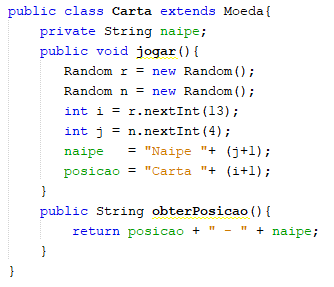 public class Carta extends Moeda{
    private String naipe;
    public void jogar(){
       Random r = new Random();
       Random n = new Random();
       int i = r.nextInt(13);
       int j = n.nextInt(4);
       naipe   = "Naipe "+ (j+1);
       posicao = "Carta "+ (i+1);
    }
    public String obterPosicao(){
        return posicao + " - " + naipe;
    }
}